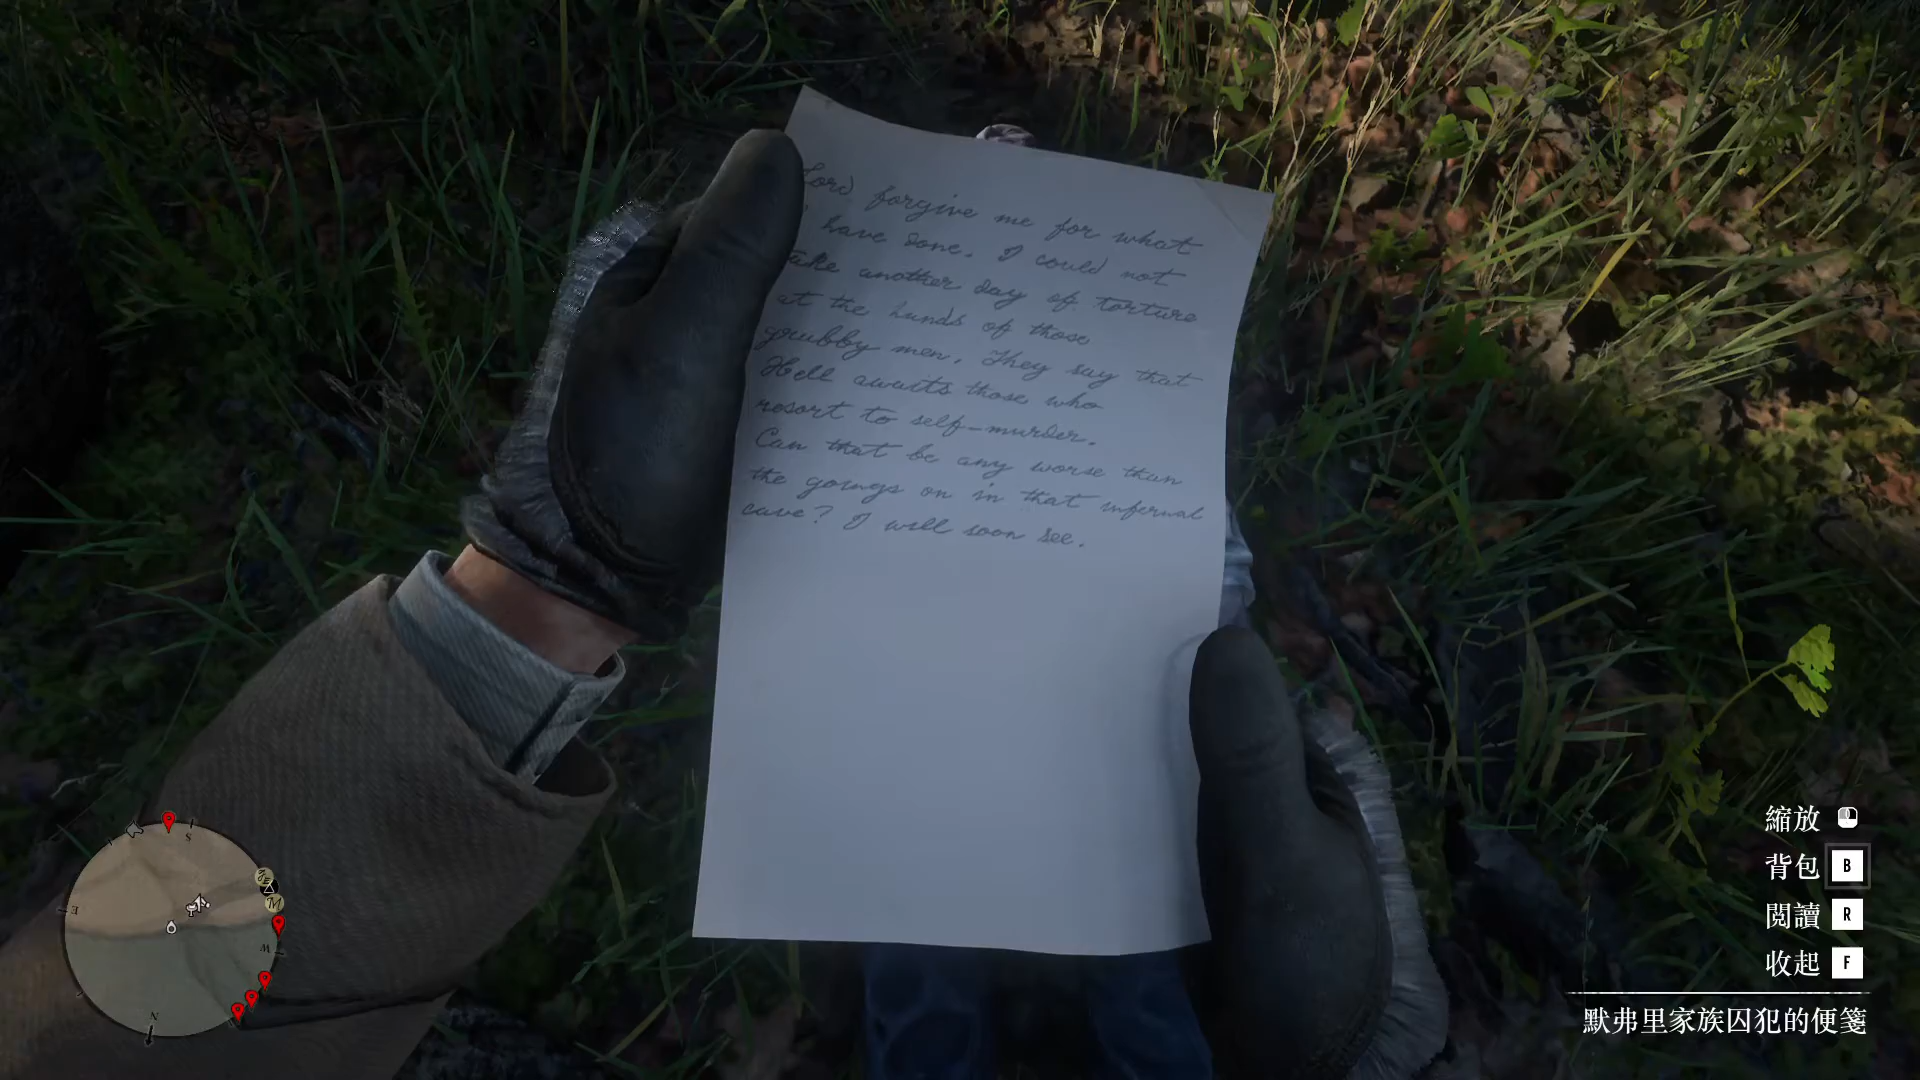 Lord forgive me for what
I have done. I could not
take another day of torture
at the hands of those
grubby men. They say that
Hell awaits those who
resort to self-murder.
Can that be any worse than
the goings on in that infernal
cave? I will soon see.
縮放
背包 B
閱讀 R
收起 F
默弗里家族囚犯的便箋
S
E
W
N
M